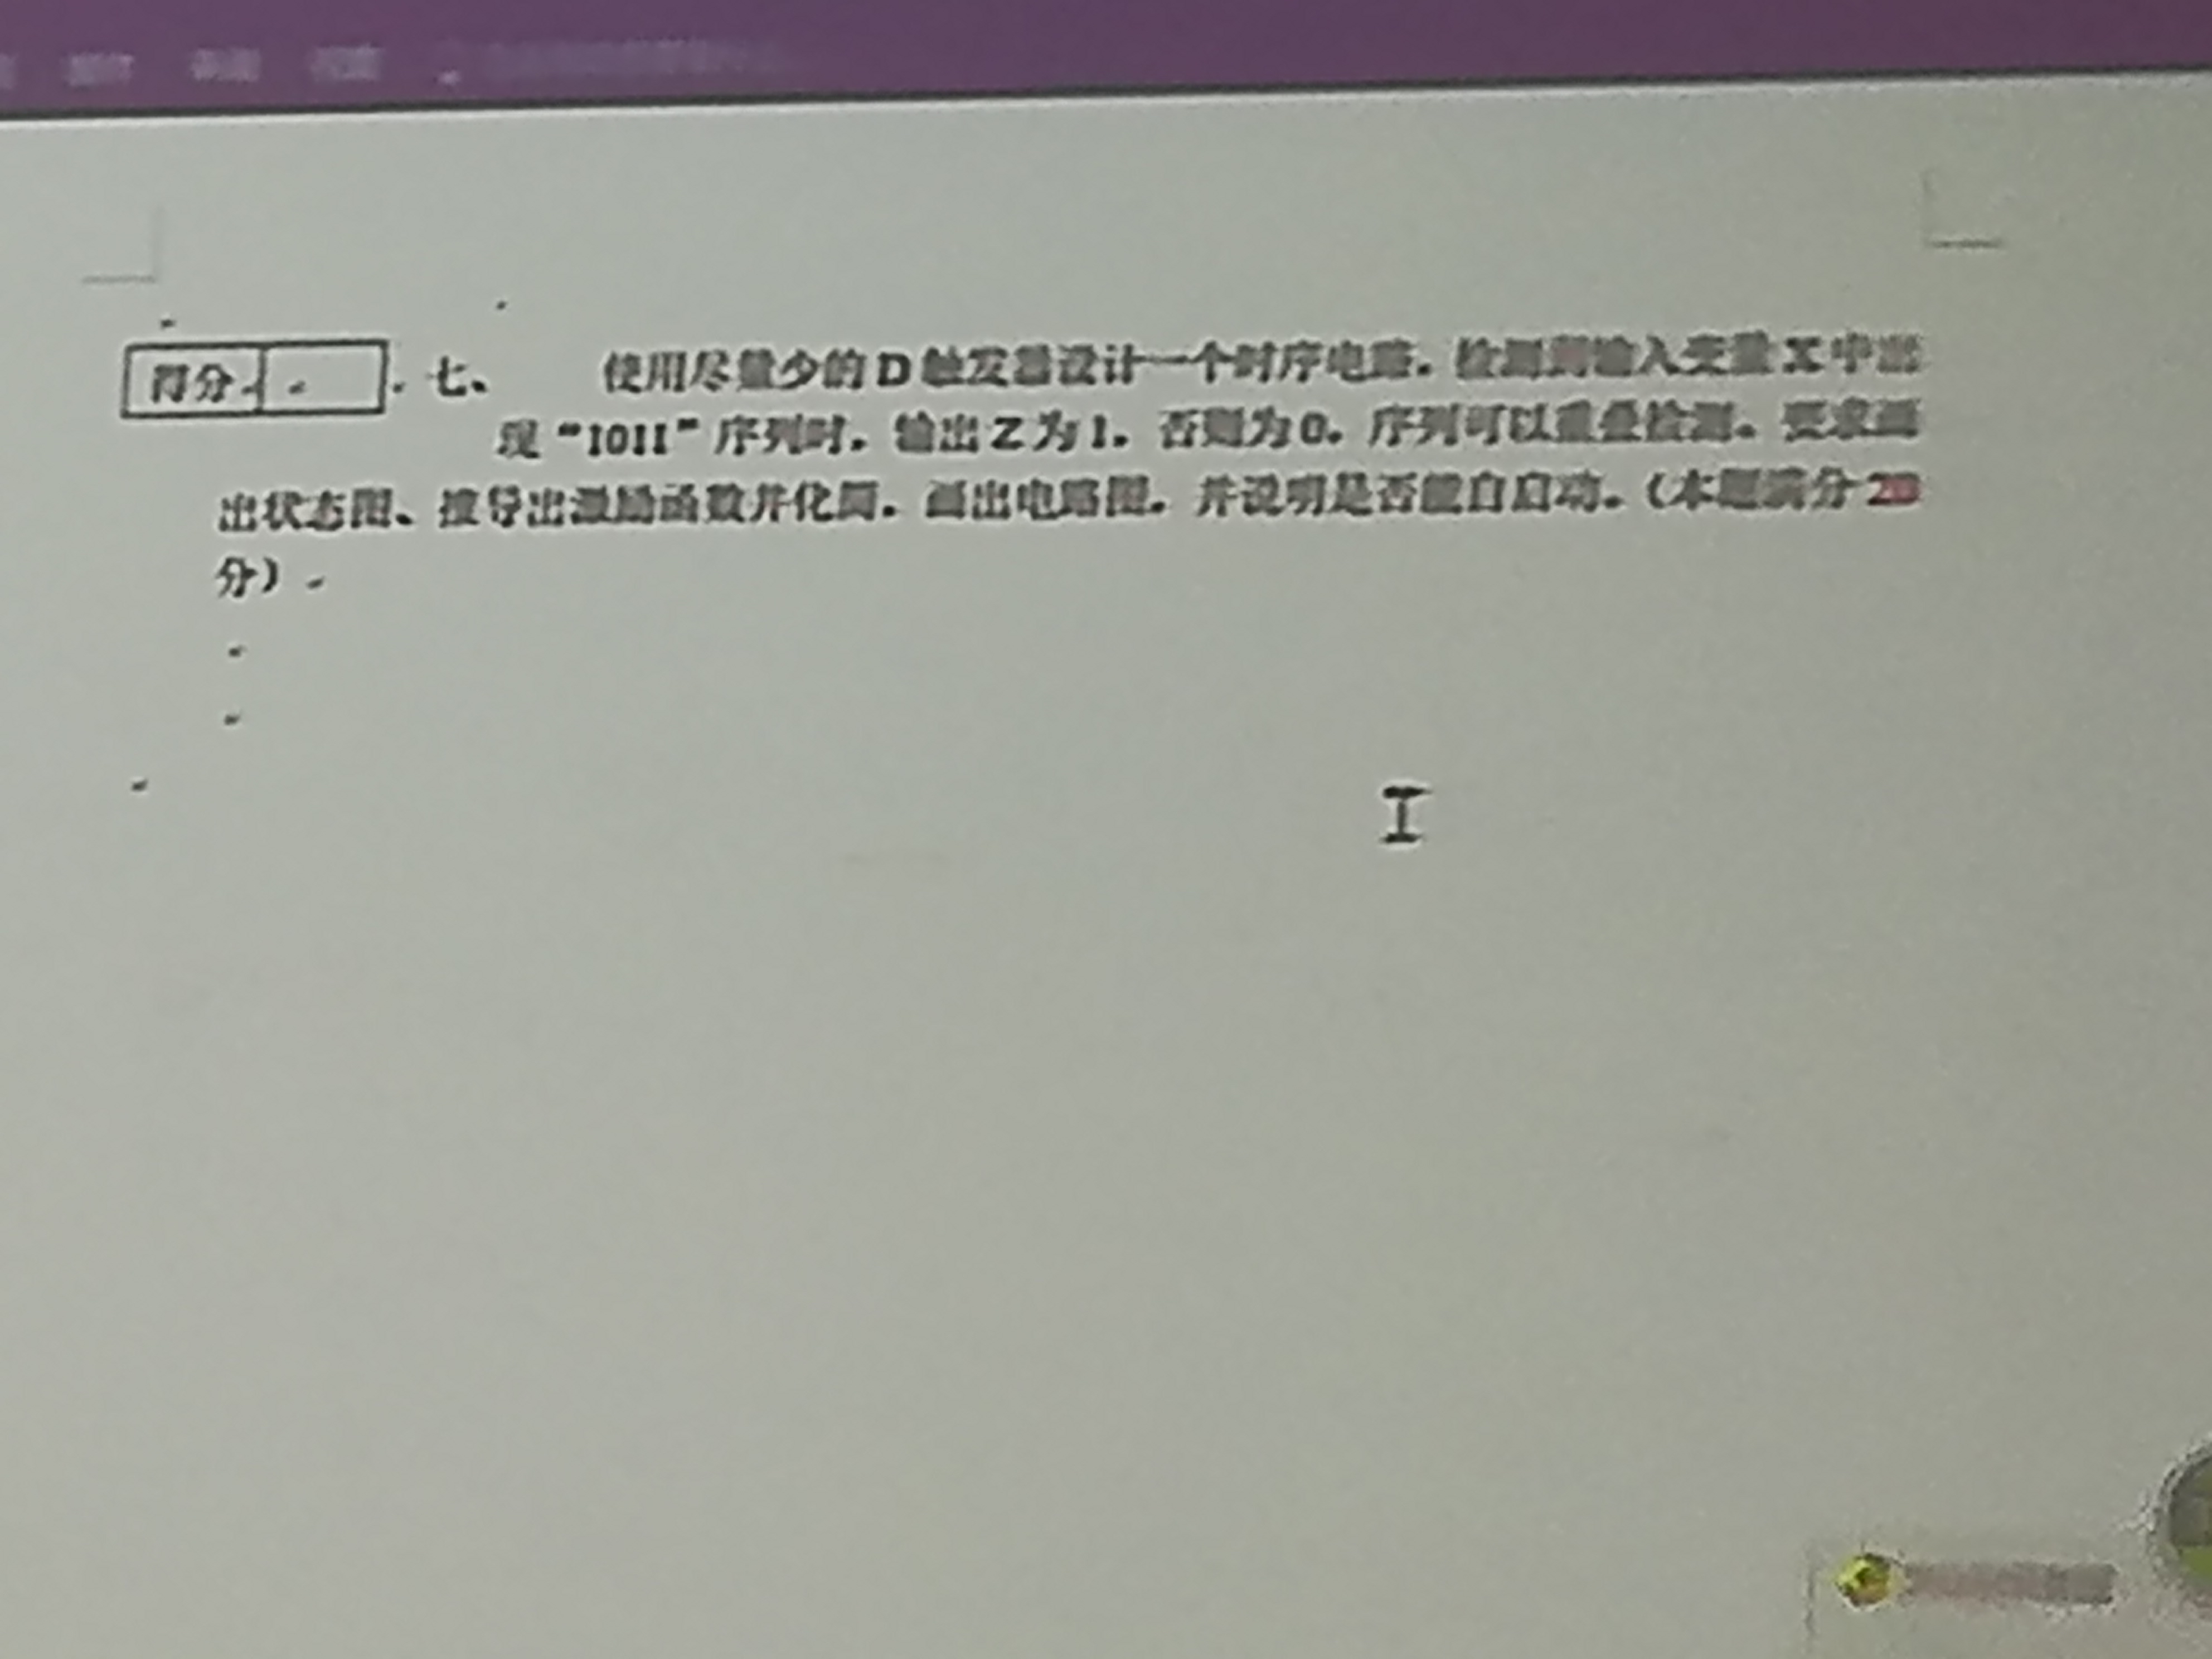 得分
七、 使用尽量少的D触发器设计一个时序电路。检测到输入变量X中出
现“1011”序列时，输出Z为1，否则为0。序列可以重叠检测。要求画
出状态图、推导出激励函数并化简，画出电路图，并说明是否能自启动。（本题满分20
分）